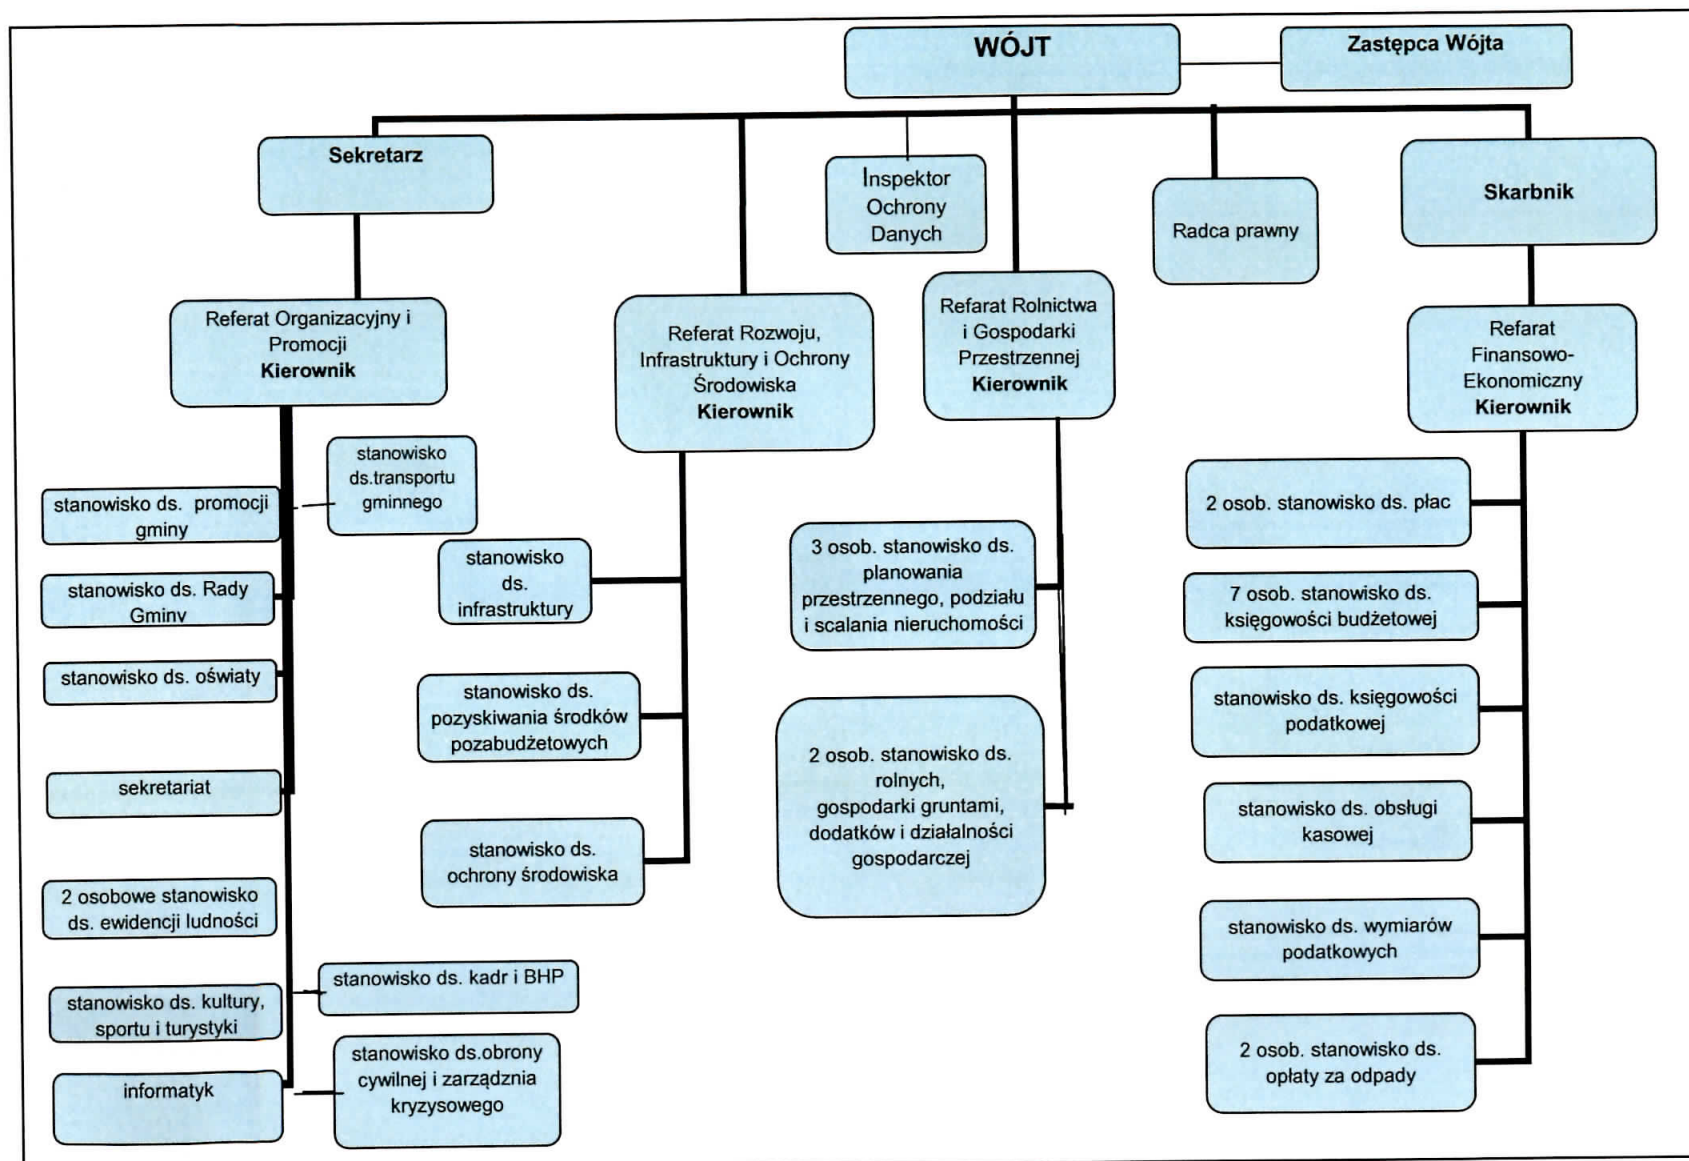 WÓJT
Zastępca Wójta
Sekretarz
Inspektor
Ochrony
Danych
Radca prawny
Skarbnik
Referat Organizacyjny i
Promocji
Kierownik
Referat Rozwoju,
Infrastruktury i Ochrony
Środowiska
Kierownik
Refarat Rolnictwa
i Gospodarki
Przestrzennej
Kierownik
Refarat
Finansowo-
Ekonomiczny
Kierownik
stanowisko
ds.transportu
gminnego
stanowisko ds. promocji
gminy
stanowisko ds. Rady
Gminy
stanowisko ds. oświaty
sekretariat
2 osobowe stanowisko
ds. ewidencji ludności
stanowisko ds. kadr i BHP
stanowisko ds. kultury,
sportu i turystyki
informatyk
stanowisko ds.obrony
cywilnej i zarządznia
kryzysowego
stanowisko
ds.
infrastruktury
stanowisko ds.
pozyskiwania środków
pozabudżetowych
stanowisko ds.
ochrony środowiska
3 osob. stanowisko ds.
planowania
przestrzennego, podziału
i scalania nieruchomości
2 osob. stanowisko ds.
rolnych,
gospodarki gruntami,
dodatków i działalności
gospodarczej
2 osob. stanowisko ds. płac
7 osob. stanowisko ds.
księgowości budżetowej
stanowisko ds. księgowości
podatkowej
stanowisko ds. obsługi
kasowej
stanowisko ds. wymiarów
podatkowych
2 osob. stanowisko ds.
opłaty za odpady